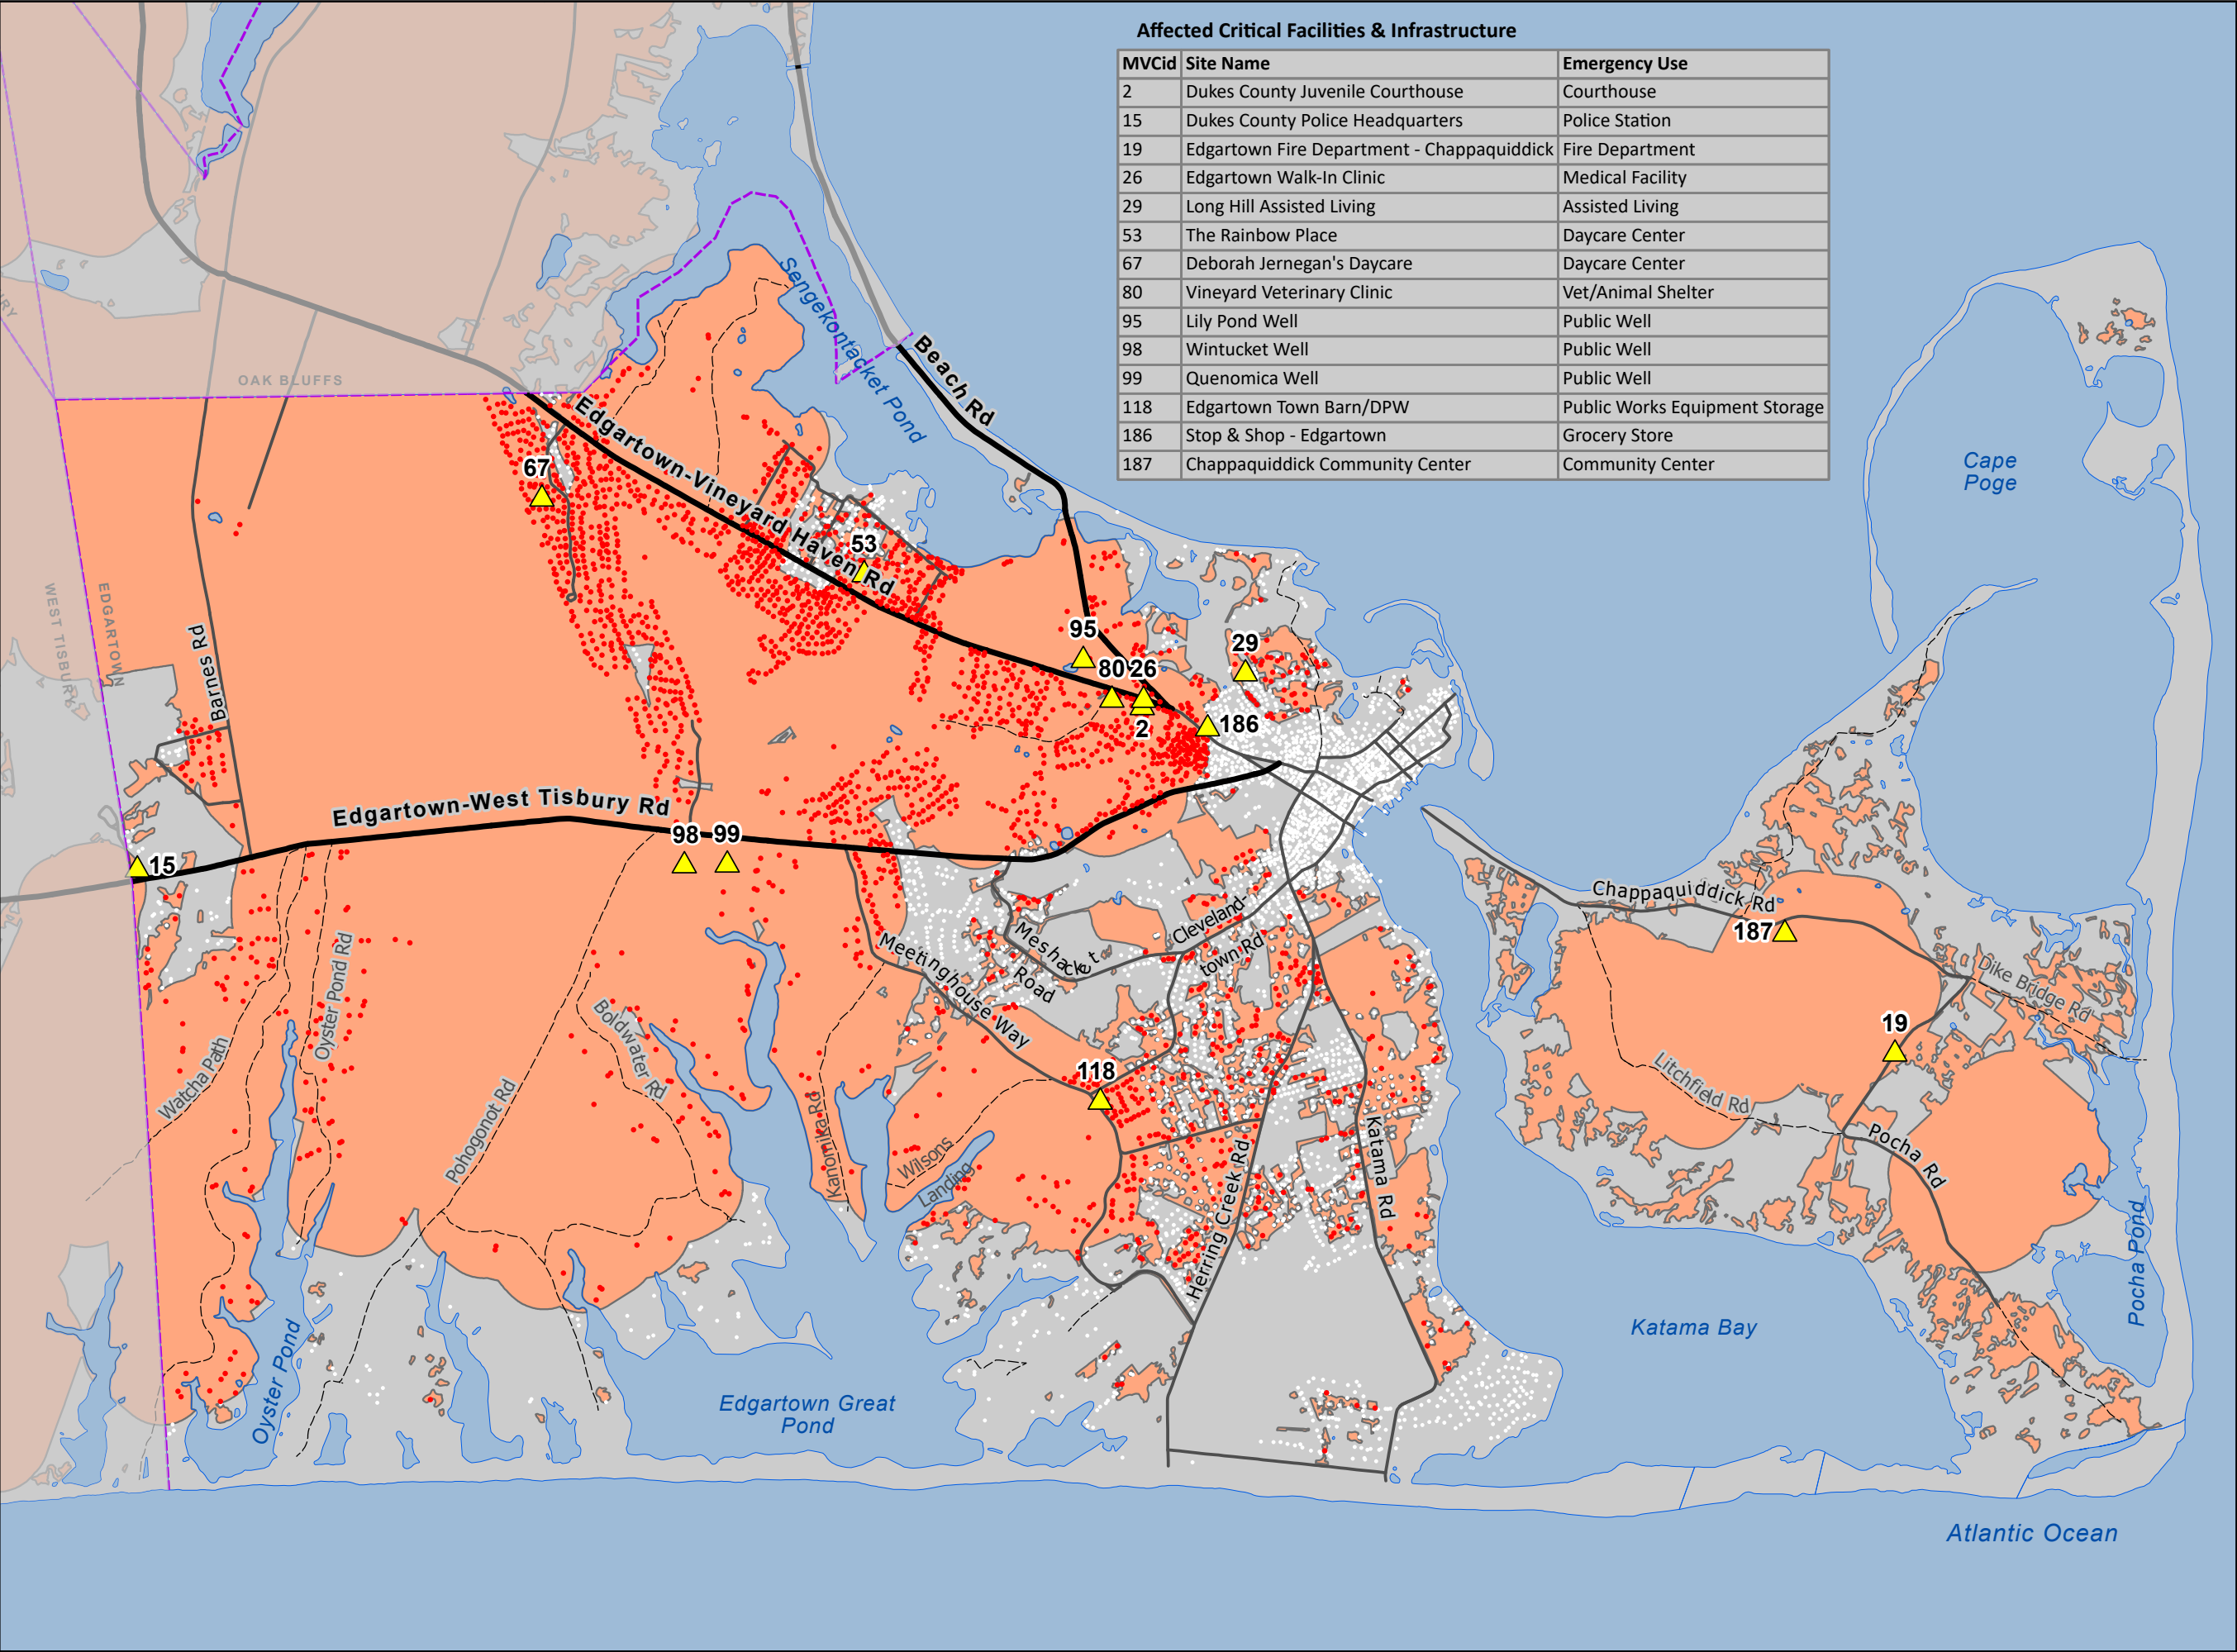 Affected Critical Facilities & Infrastructure
MVCid Site Name Emergency Use
2 Dukes County Juvenile Courthouse Courthouse
15 Dukes County Police Headquarters Police Station
19 Edgartown Fire Department - Chappaquiddick Fire Department
26 Edgartown Walk-In Clinic Medical Facility
29 Long Hill Assisted Living Assisted Living
53 The Rainbow Place Daycare Center
67 Deborah Jernegan's Daycare Daycare Center
80 Vineyard Veterinary Clinic Vet/Animal Shelter
95 Lily Pond Well Public Well
98 Wintucket Well Public Well
99 Quenomica Well Public Well
118 Edgartown Town Barn/DPW Public Works Equipment Storage
186 Stop & Shop - Edgartown Grocery Store
187 Chappaquiddick Community Center Community Center
Sengekontacket Pond
Beach Rd
OAK BLUFFS
Edgartown-Vineyard Haven Rd
67
53
Cape
Poge
WEST TISBURY
EDGARTOWN
Barnes Rd
95
80
26
29
2
186
Edgartown-West Tisbury Rd
98
99
15
Chappaquiddick Rd
187
Cleveland-
town Rd
Meshacket
Road
Meetinghouse Way
Dike Bridge Rd
Oyster Pond Rd
Boldwater Rd
Watcha Path
Pohogonot Rd
Kanomika Rd
Wilsons
Landing
118
19
Litchfield Rd
Pocha Rd
Katama Rd
Herring Creek Rd
Pocha Pond
Katama Bay
Oyster Pond
Edgartown Great
Pond
Atlantic Ocean